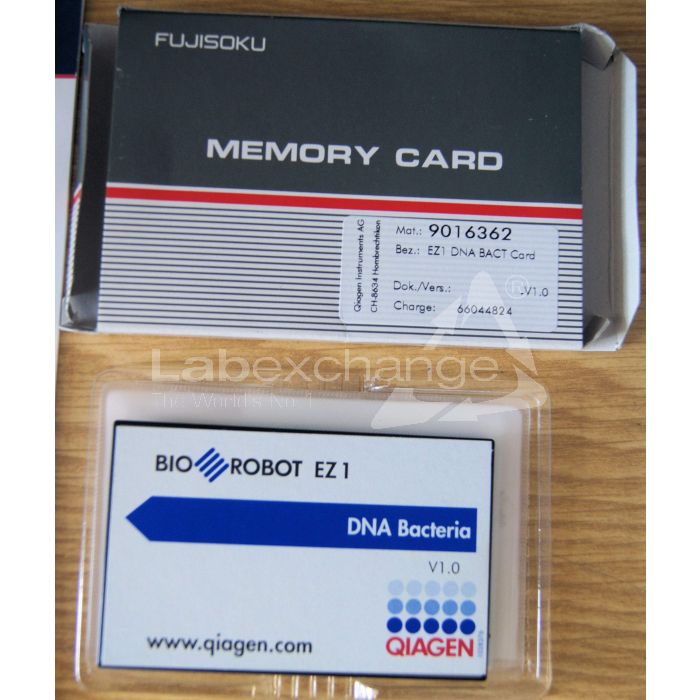 FUJISOKU
MEMORY CARD
Qiagen Instruments AG
CH-8634 Hombrechtikon
Mat.: 9016362
Bez.: EZ1 DNA BACT Card
Dok./Vers.: .V1.0
Charge: 66044824
Labexchange ®
The World's No. 1
BIO ROBOT EZ1
DNA Bacteria
V1.0
www.qiagen.com
QIAGEN